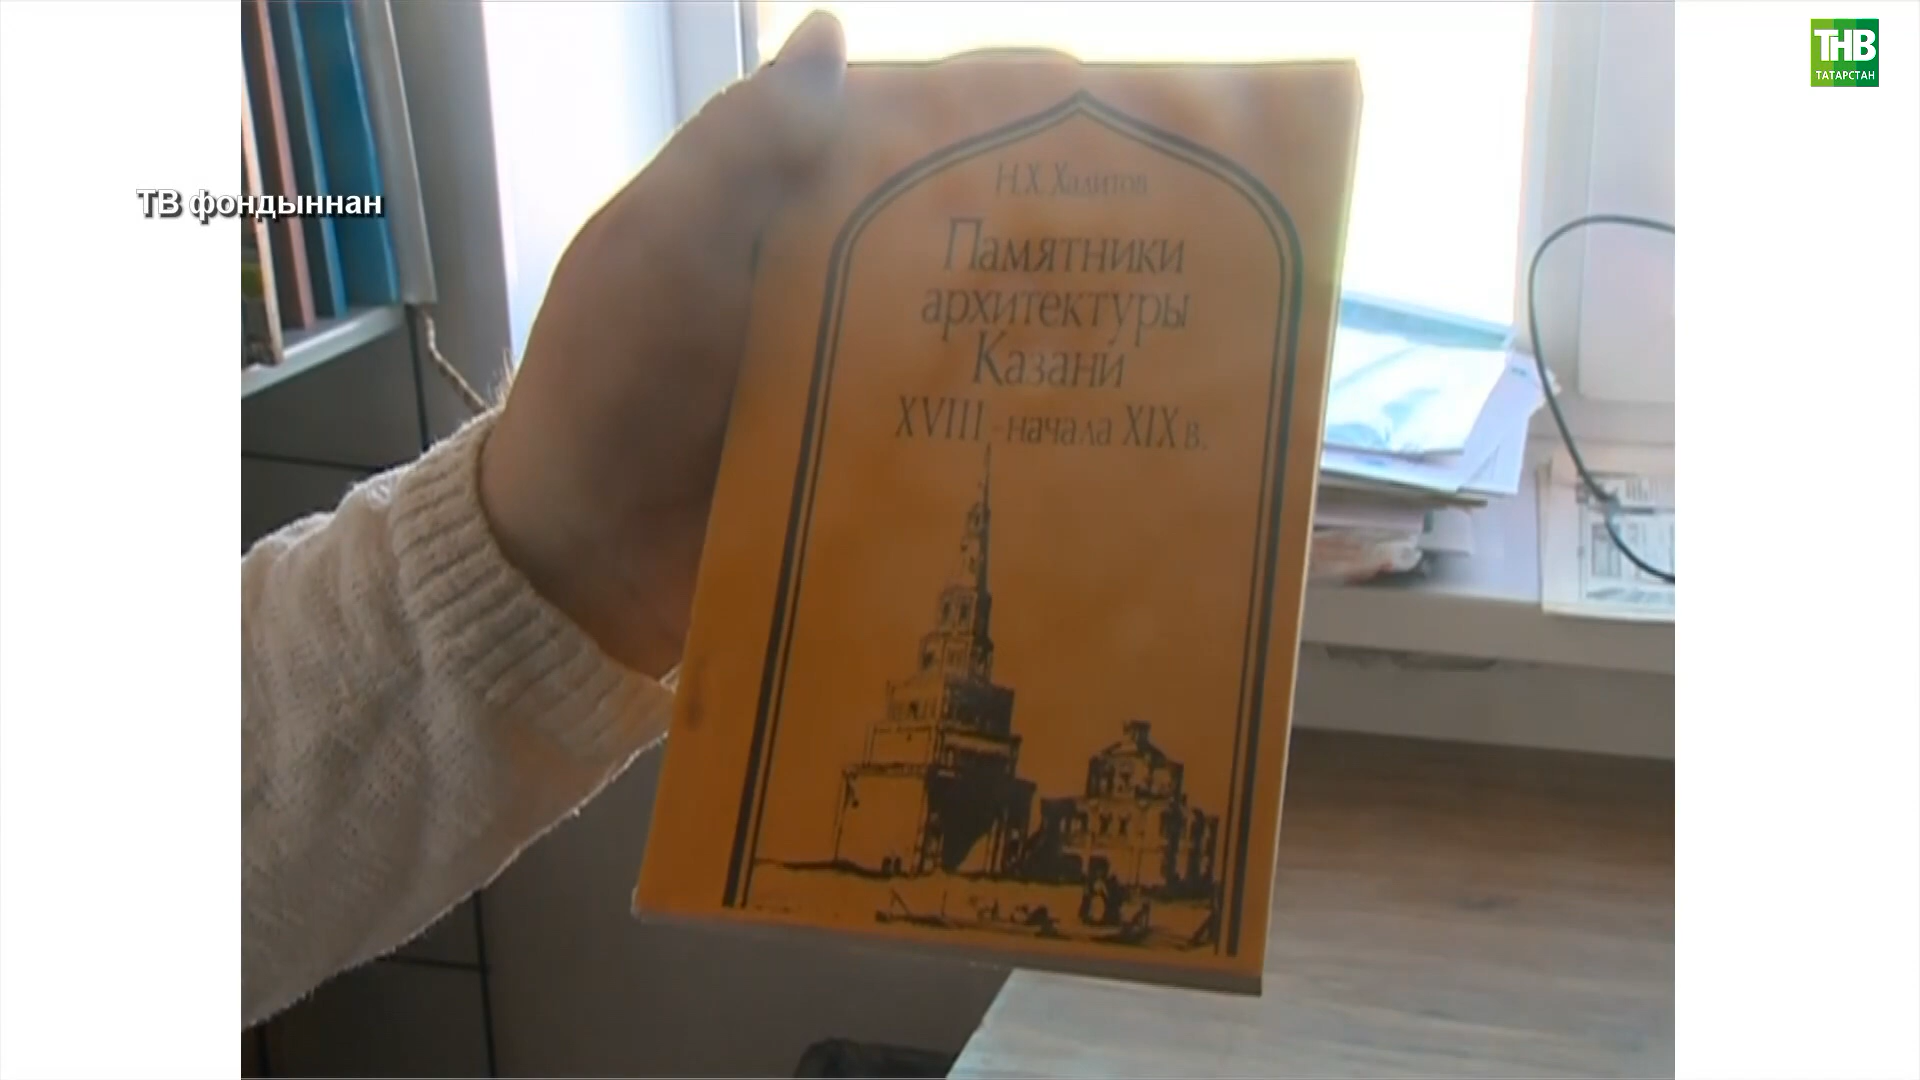 ТНВ
ТАТАРСТАН
ТВ фондыннан
Н.Х. Халитов
Памятники
архитектуры
Казани
XVIII - начала XIX в.